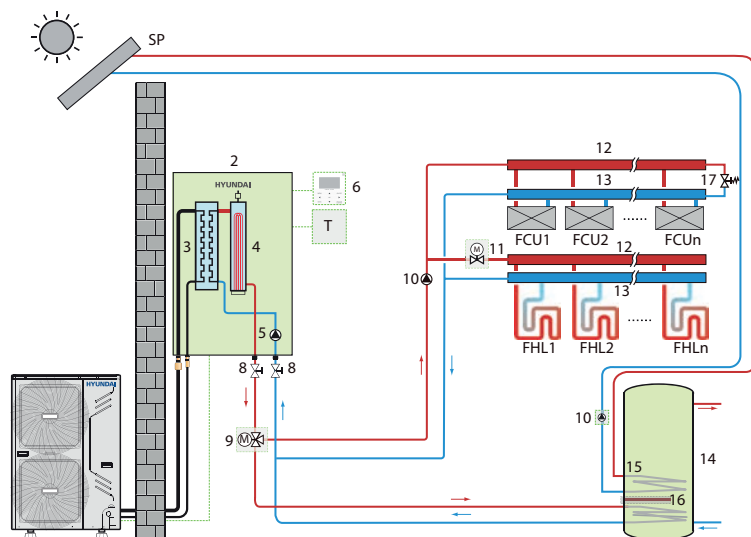 SP
2
12
HYUNDAI
6
13
17
T
3
4
FCU1
FCU2
......
FCUn
M
11
12
10
13
5
8
8
FHL1
FHL2
......
FHLn
HYUNDAI
10
9
M
15
14
16